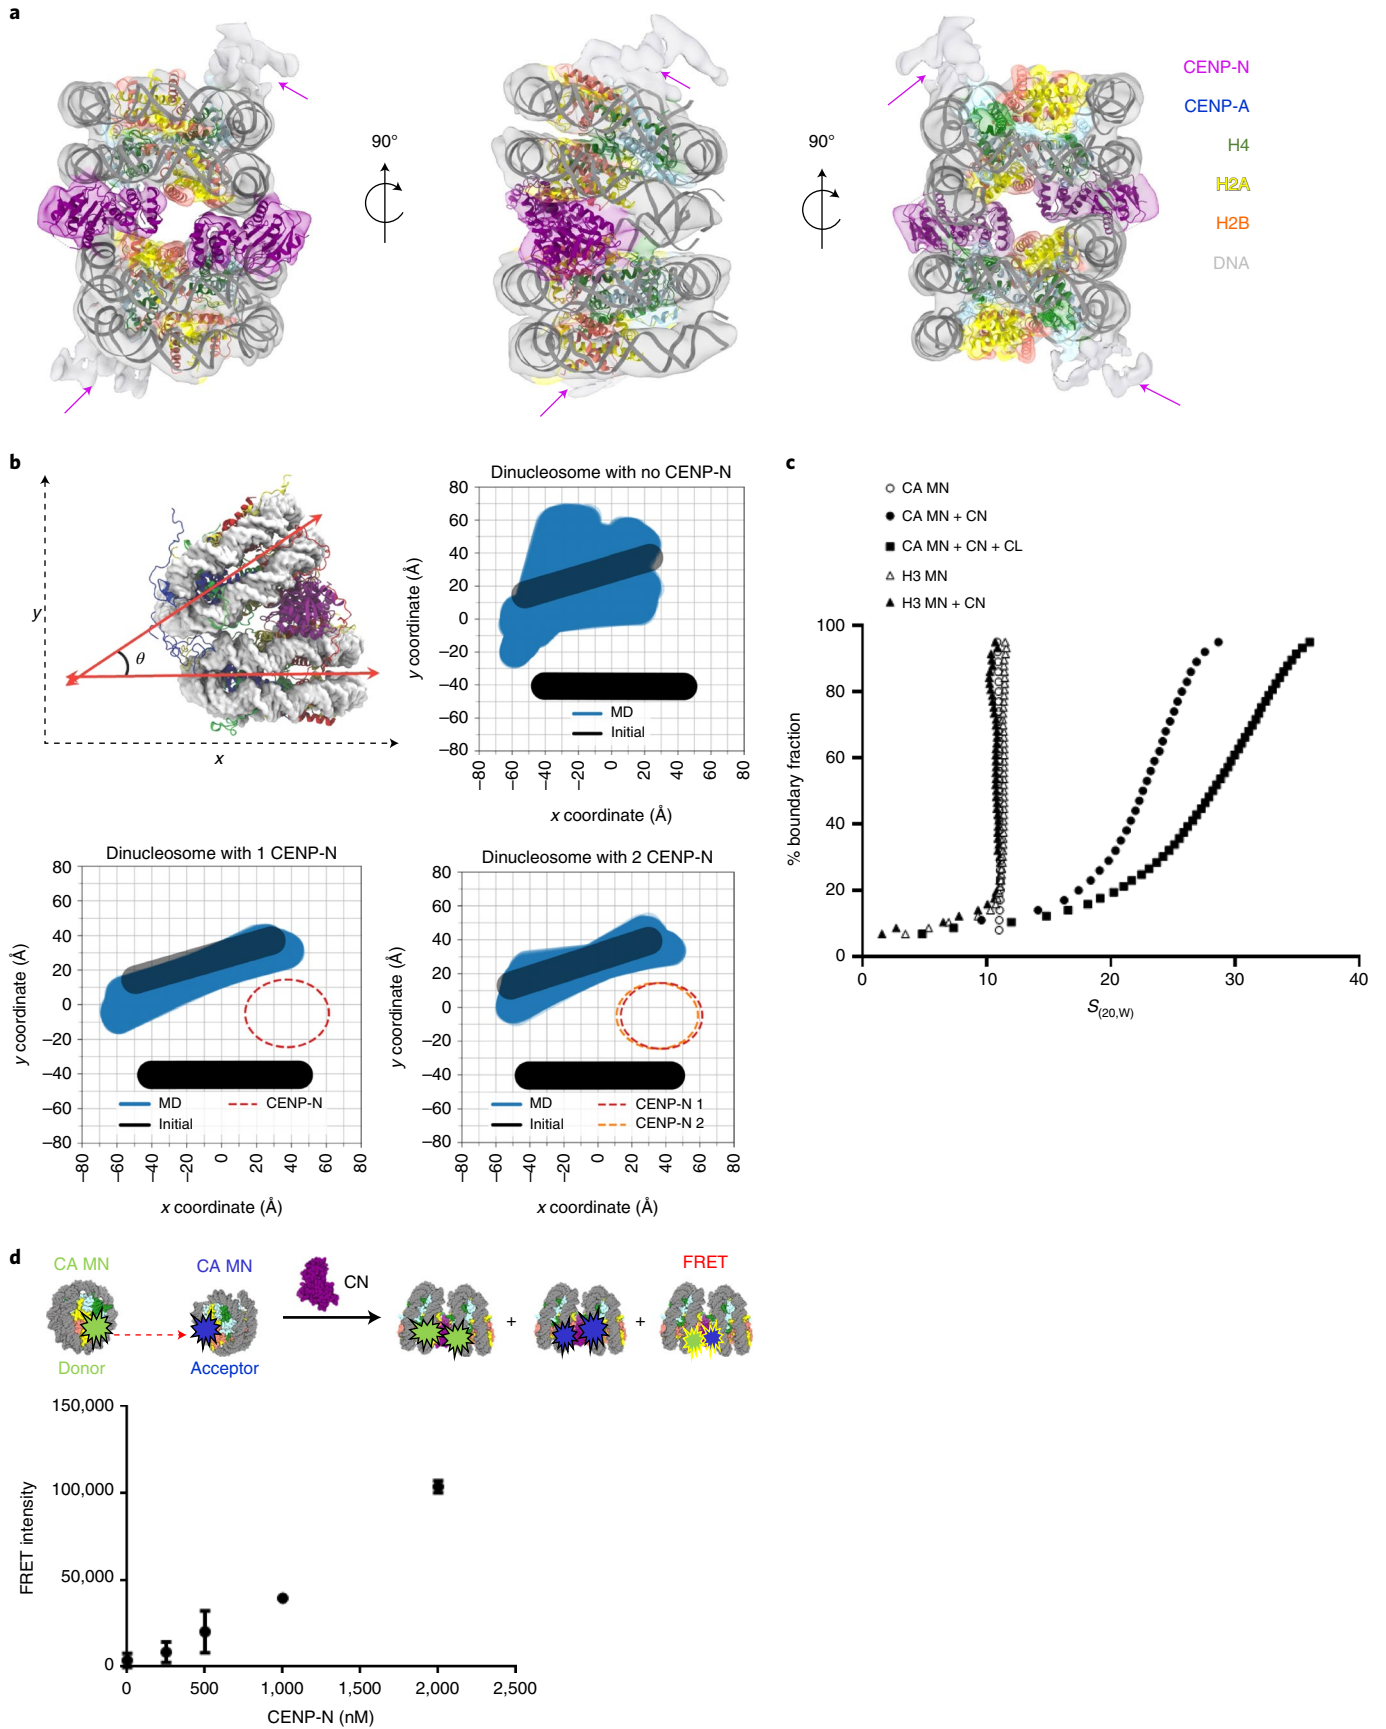 a
90°
90°
CENP-N
CENP-A
H4
H2A
H2B
DNA
b
y
θ
x
Dinucleosome with no CENP-N
80
60
40
20
0
–20
–40
–60
–80
y coordinate (Å)
MD
Initial
–80
–60
–40
–20
0
20
40
60
80
x coordinate (Å)
Dinucleosome with 1 CENP-N
80
60
40
20
0
–20
–40
–60
–80
y coordinate (Å)
MD
CENP-N
Initial
–80
–60
–40
–20
0
20
40
60
80
x coordinate (Å)
Dinucleosome with 2 CENP-N
80
60
40
20
0
–20
–40
–60
–80
y coordinate (Å)
MD
CENP-N 1
Initial
CENP-N 2
–80
–60
–40
–20
0
20
40
60
80
x coordinate (Å)
c
CA MN
CA MN + CN
CA MN + CN + CL
H3 MN
H3 MN + CN
100
80
60
40
20
0
% boundary fraction
0
10
20
30
40
S(20,W)
d
CA MN
CA MN
CN
FRET
+
+
Donor
Acceptor
150,000
100,000
50,000
0
FRET intensity
0
500
1,000
1,500
2,000
2,500
CENP-N (nM)